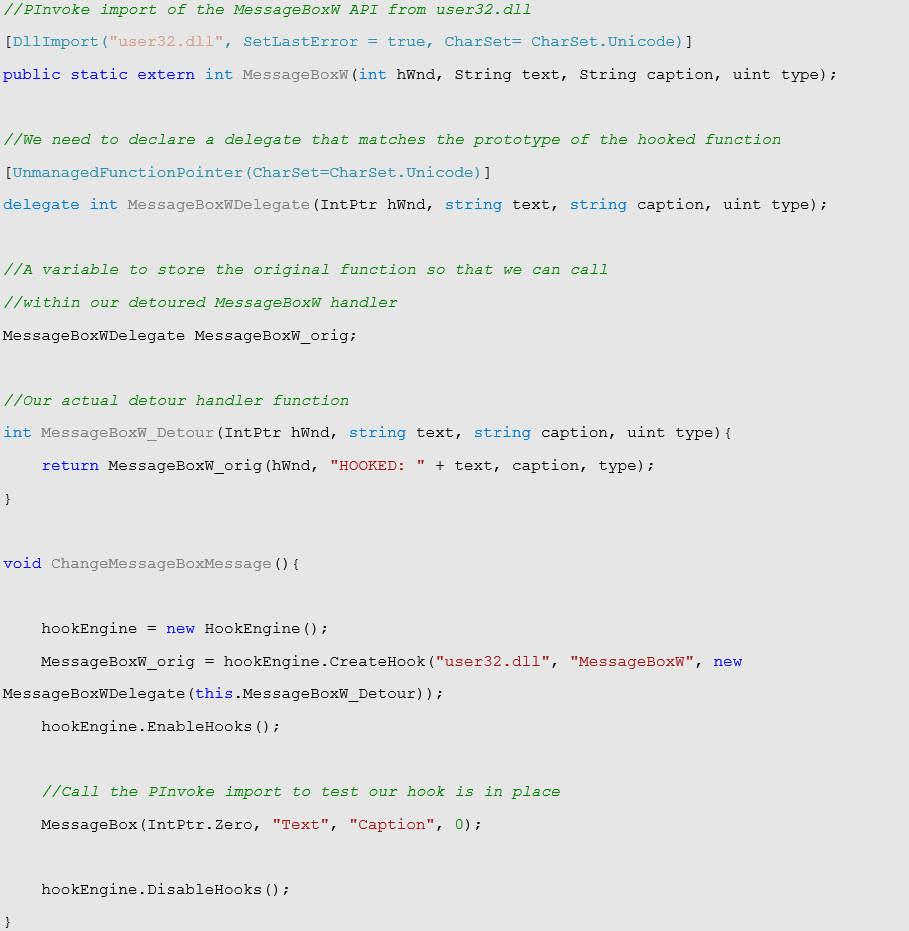 //PInvoke import of the MessageBoxW API from user32.dll
[DllImport("user32.dll", SetLastError = true, CharSet= CharSet.Unicode)]
public static extern int MessageBoxW(int hWnd, String text, String caption, uint type);
//We need to declare a delegate that matches the prototype of the hooked function
[UnmanagedFunctionPointer(CharSet=CharSet.Unicode)]
delegate int MessageBoxWDelegate(IntPtr hWnd, string text, string caption, uint type);
//A variable to store the original function so that we can call
//within our detoured MessageBoxW handler
MessageBoxWDelegate MessageBoxW_orig;
//Our actual detour handler function
int MessageBoxW_Detour(IntPtr hWnd, string text, string caption, uint type){
    return MessageBoxW_orig(hWnd, "HOOKED: " + text, caption, type);
}
void ChangeMessageBoxMessage(){
    hookEngine = new HookEngine();
    MessageBoxW_orig = hookEngine.CreateHook("user32.dll", "MessageBoxW", new
MessageBoxWDelegate(this.MessageBoxW_Detour));
    hookEngine.EnableHooks();
    //Call the PInvoke import to test our hook is in place
    MessageBox(IntPtr.Zero, "Text", "Caption", 0);
    hookEngine.DisableHooks();
}